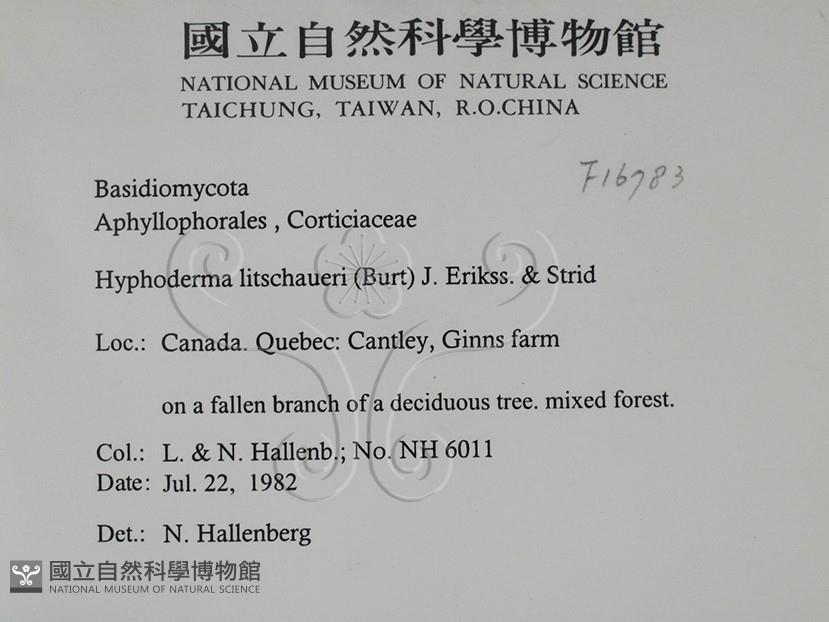 國立自然科學博物館
NATIONAL MUSEUM OF NATURAL SCIENCE
TAICHUNG, TAIWAN, R.O.CHINA
F16783
Basidiomycota
Aphyllophorales , Corticiaceae
Hyphoderma litschaueri (Burt) J. Erikss. & Strid
Loc.: Canada. Quebec: Cantley, Ginns farm
on a fallen branch of a deciduous tree. mixed forest.
Col.: L. & N. Hallenb.; No. NH 6011
Date: Jul. 22, 1982
Det.: N. Hallenberg
國立自然科學博物館
NATIONAL MUSEUM OF NATURAL SCIENCE